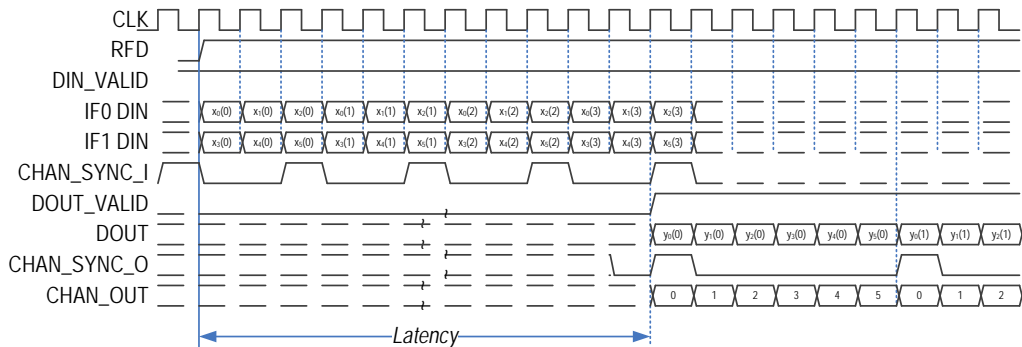 CLK
RFD
DIN_VALID
IF0 DIN x₀(0) x₁(0) x₂(0) x₀(1) x₁(1) x₂(1) x₀(2) x₁(2) x₂(2) x₀(3) x₁(3) x₂(3)
IF1 DIN x₃(0) x₄(0) x₅(0) x₃(1) x₄(1) x₅(1) x₃(2) x₄(2) x₅(2) x₃(3) x₄(3) x₅(3)
CHAN_SYNC_I
DOUT_VALID
DOUT y₀(0) y₁(0) y₂(0) y₃(0) y₄(0) y₅(0) y₀(1) y₁(1) y₂(1)
CHAN_SYNC_O
CHAN_OUT 0 1 2 3 4 5 0 1 2
Latency